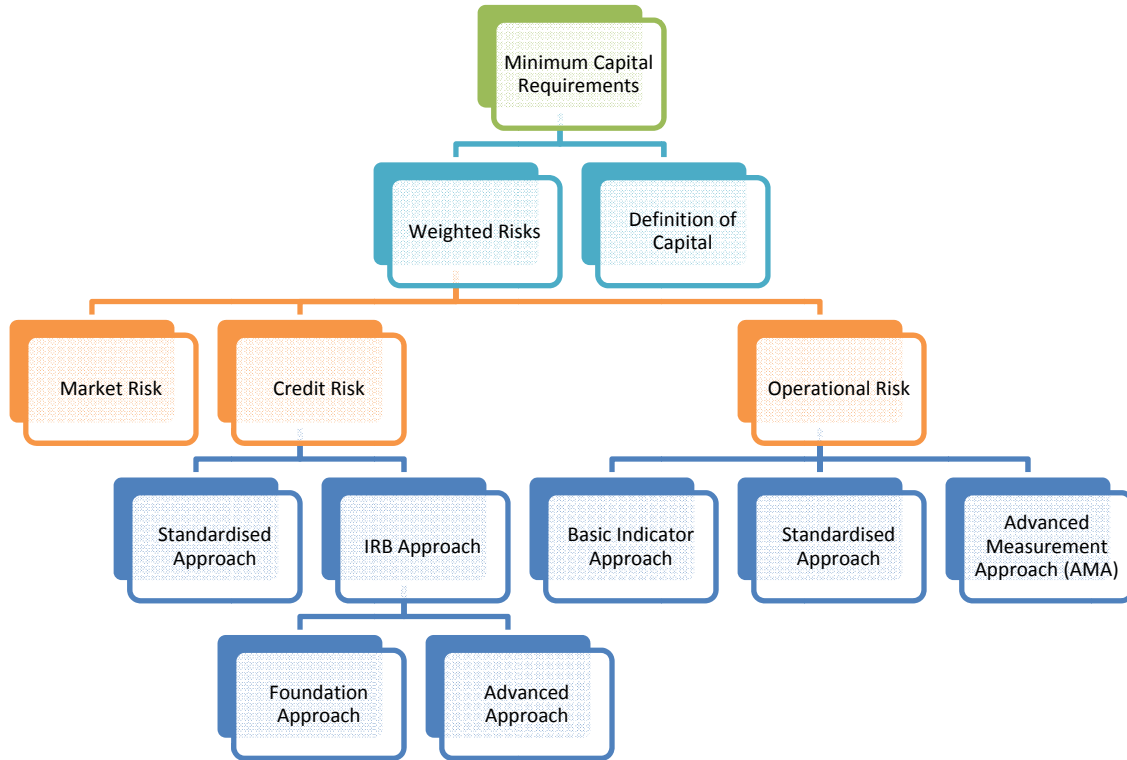 Minimum Capital
Requirements
Weighted Risks
Definition of
Capital
Market Risk
Credit Risk
Operational Risk
Standardised
Approach
IRB Approach
Basic Indicator
Approach
Standardised
Approach
Advanced
Measurement
Approach (AMA)
Foundation
Approach
Advanced
Approach